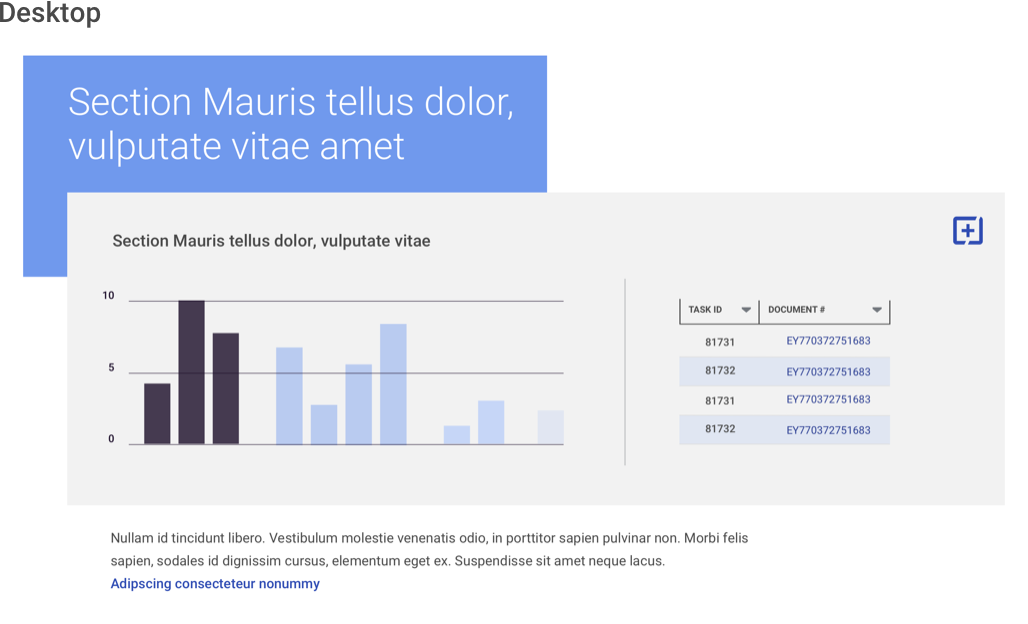 Desktop
Section Mauris tellus dolor,
vulputate vitae amet
Section Mauris tellus dolor, vulputate vitae
10
5
0
TASK ID DOCUMENT #
81731 EY770372751683
81732 EY770372751683
81731 EY770372751683
81732 EY770372751683
Nullam id tincidunt libero. Vestibulum molestie venenatis odio, in porttitor sapien pulvinar non. Morbi felis
sapien, sodales id dignissim cursus, elementum eget ex. Suspendisse sit amet neque lacus.
Adipscing consecteteur nonummy